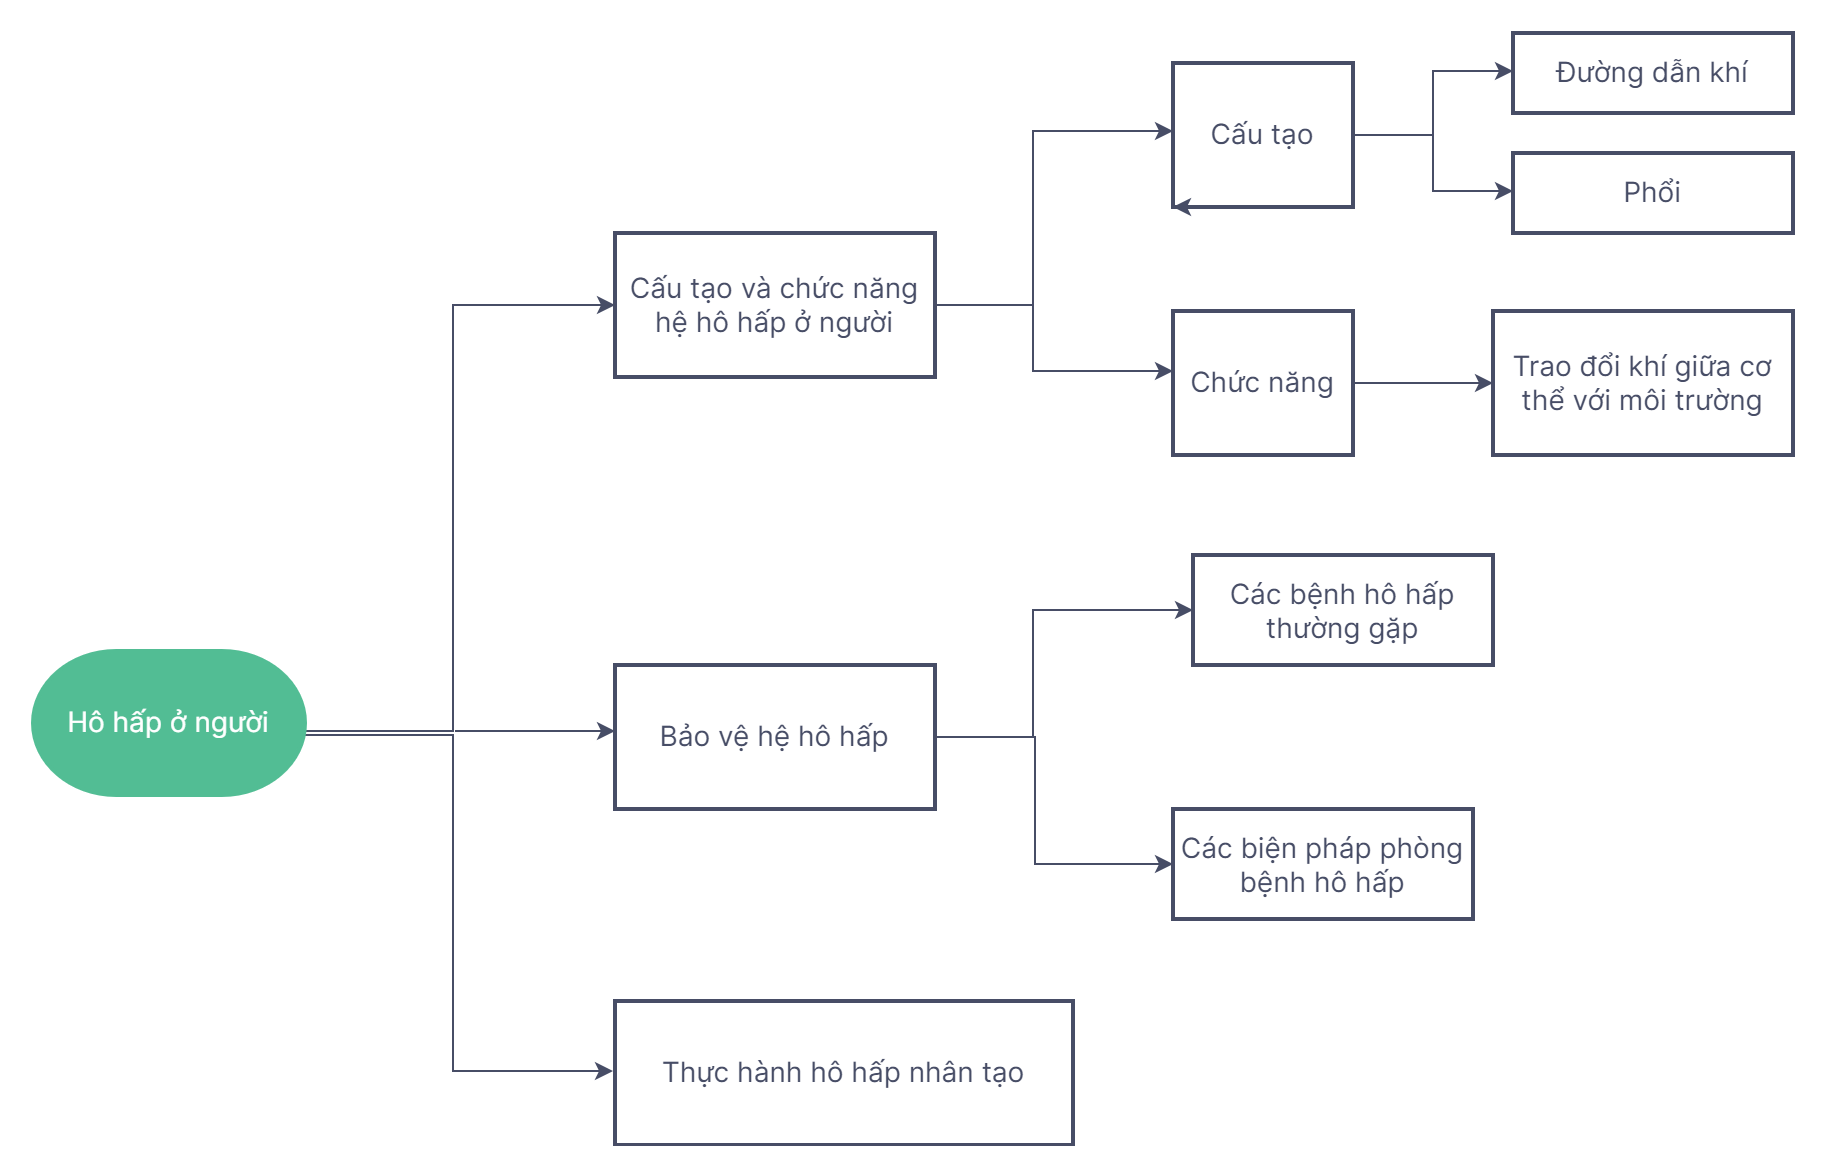 Hô hấp ở người
Cấu tạo và chức năng
hệ hô hấp ở người
Cấu tạo
Đường dẫn khí
Phổi
Chức năng
Trao đổi khí giữa cơ
thể với môi trường
Bảo vệ hệ hô hấp
Các bệnh hô hấp
thường gặp
Các biện pháp phòng
bệnh hô hấp
Thực hành hô hấp nhân tạo